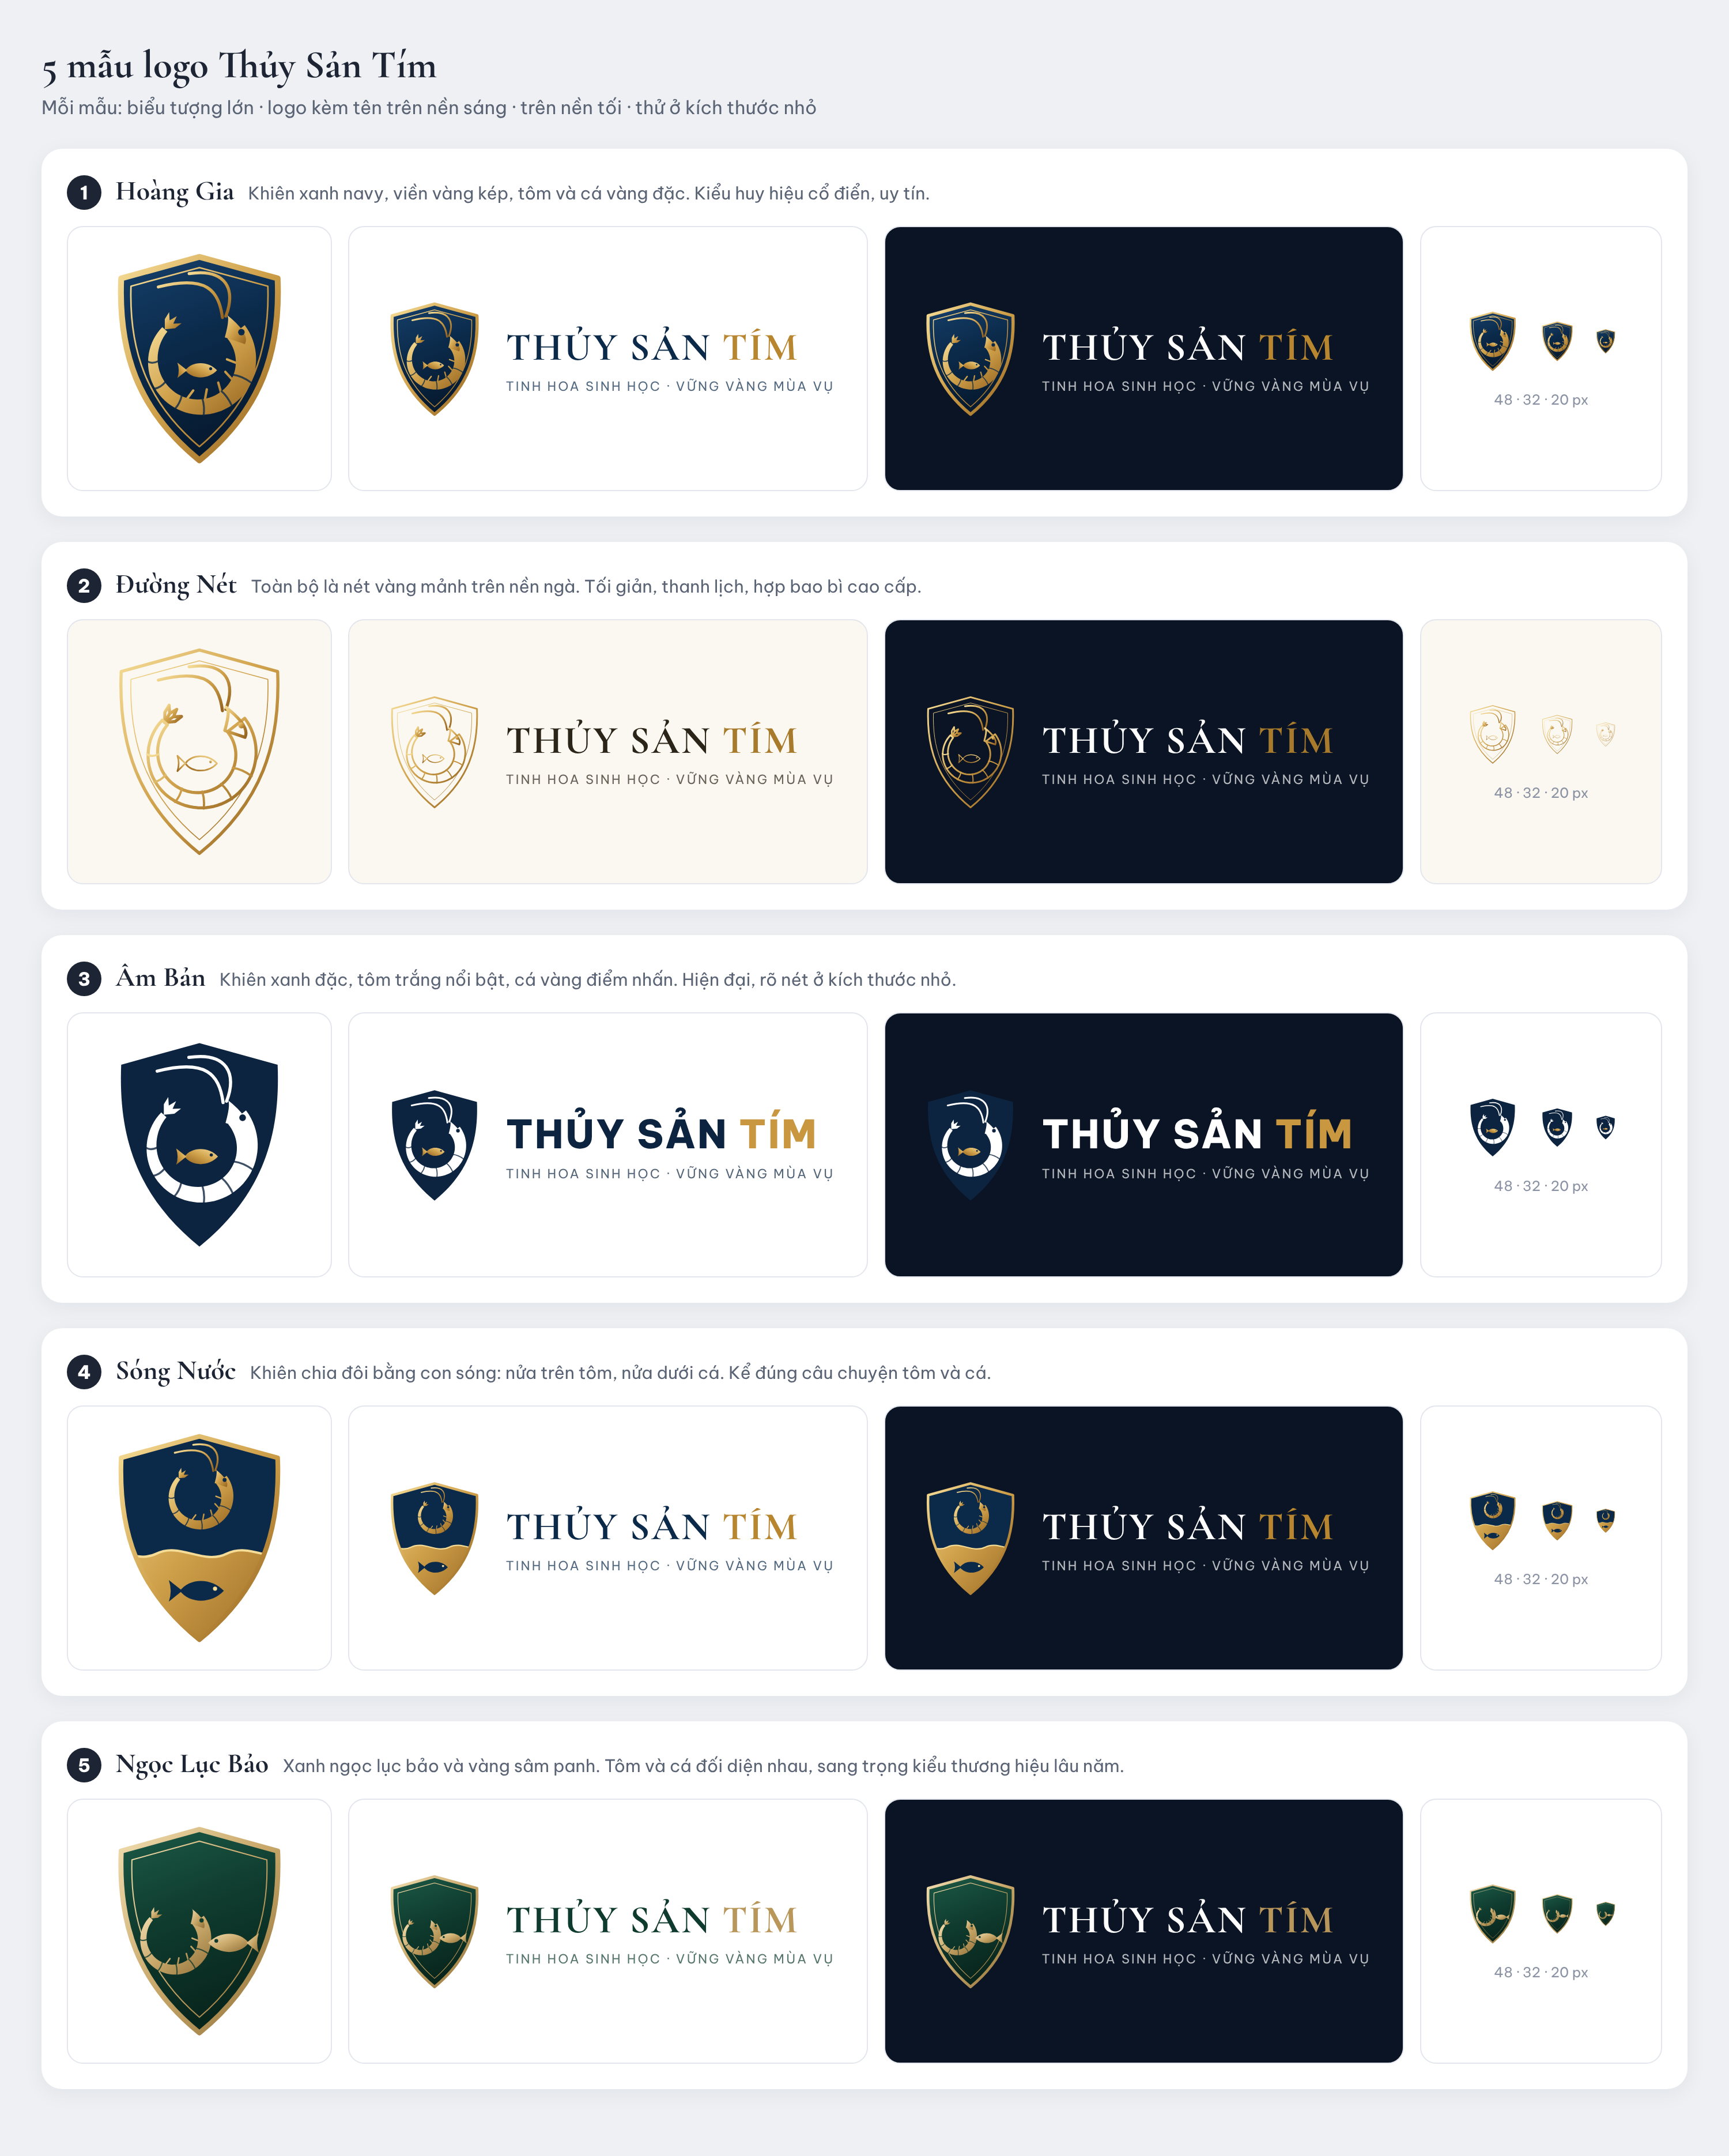 5 mẫu logo Thủy Sản Tím
Mỗi mẫu: biểu tượng lớn · logo kèm tên trên nền sáng · trên nền tối · thử ở kích thước nhỏ
1 Hoàng Gia Khiên xanh navy, viền vàng kép, tôm và cá vàng đặc. Kiểu huy hiệu cổ điển, uy tín.
THỦY SẢN TÍM
TINH HOA SINH HỌC · VỮNG VÀNG MÙA VỤ
THỦY SẢN TÍM
TINH HOA SINH HỌC · VỮNG VÀNG MÙA VỤ
48 · 32 · 20 px
2 Đường Nét Toàn bộ là nét vàng mảnh trên nền ngà. Tối giản, thanh lịch, hợp bao bì cao cấp.
THỦY SẢN TÍM
TINH HOA SINH HỌC · VỮNG VÀNG MÙA VỤ
THỦY SẢN TÍM
TINH HOA SINH HỌC · VỮNG VÀNG MÙA VỤ
48 · 32 · 20 px
3 Âm Bản Khiên xanh đặc, tôm trắng nổi bật, cá vàng điểm nhấn. Hiện đại, rõ nét ở kích thước nhỏ.
THỦY SẢN TÍM
TINH HOA SINH HỌC · VỮNG VÀNG MÙA VỤ
THỦY SẢN TÍM
TINH HOA SINH HỌC · VỮNG VÀNG MÙA VỤ
48 · 32 · 20 px
4 Sóng Nước Khiên chia đôi bằng con sóng: nửa trên tôm, nửa dưới cá. Kể đúng câu chuyện tôm và cá.
THỦY SẢN TÍM
TINH HOA SINH HỌC · VỮNG VÀNG MÙA VỤ
THỦY SẢN TÍM
TINH HOA SINH HỌC · VỮNG VÀNG MÙA VỤ
48 · 32 · 20 px
5 Ngọc Lục Bảo Xanh ngọc lục bảo và vàng sâm panh. Tôm và cá đối diện nhau, sang trọng kiểu thương hiệu lâu năm.
THỦY SẢN TÍM
TINH HOA SINH HỌC · VỮNG VÀNG MÙA VỤ
THỦY SẢN TÍM
TINH HOA SINH HỌC · VỮNG VÀNG MÙA VỤ
48 · 32 · 20 px